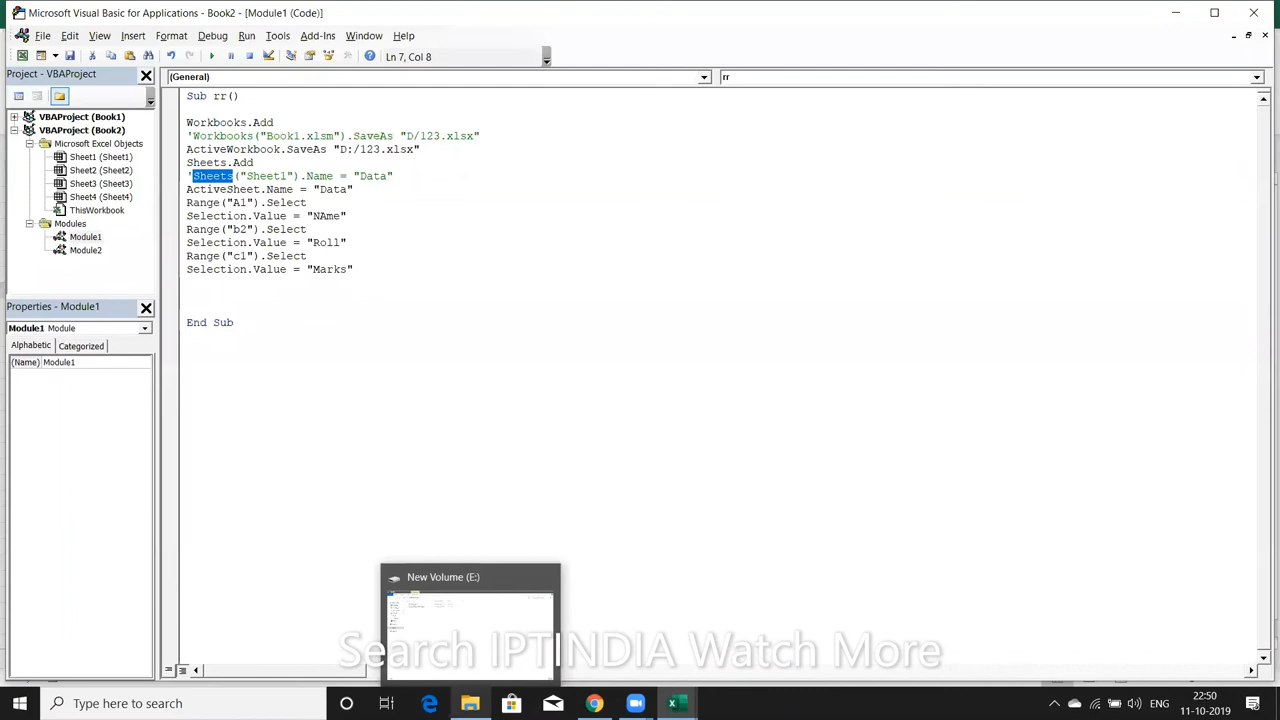 Microsoft Visual Basic for Applications - Book2 - [Module1 (Code)]
File Edit View Insert Format Debug Run Tools Add-Ins Window Help
Ln 7, Col 8
Project - VBAProject
(General)
rr
VBAProject (Book1)
VBAProject (Book2)
Microsoft Excel Objects
Sheet1 (Sheet1)
Sheet2 (Sheet2)
Sheet3 (Sheet3)
Sheet4 (Sheet4)
ThisWorkbook
Modules
Module1
Module2
Properties - Module1
Module1 Module
Alphabetic Categorized
(Name) Module1
Sub rr()
Workbooks.Add
'Workbooks("Book1.xlsm").SaveAs "D/123.xlsx"
ActiveWorkbook.SaveAs "D:/123.xlsx"
Sheets.Add
'Sheets("Sheet1").Name = "Data"
ActiveSheet.Name = "Data"
Range("A1").Select
Selection.Value = "NAme"
Range("b2").Select
Selection.Value = "Roll"
Range("c1").Select
Selection.Value = "Marks"
End Sub
New Volume (E:)
Search IPTINDIA Watch More
Type here to search
ENG
22:50
11-10-2019